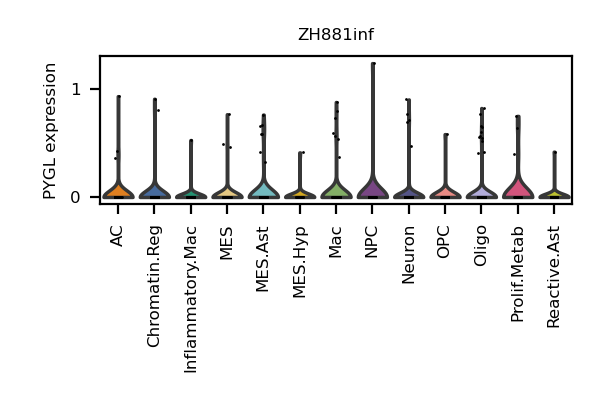 ZH881inf
PYGL expression
1
0
AC
Chromatin.Reg
Inflammatory.Mac
MES
MES.Ast
MES.Hyp
Mac
NPC
Neuron
OPC
Oligo
Prolif.Metab
Reactive.Ast